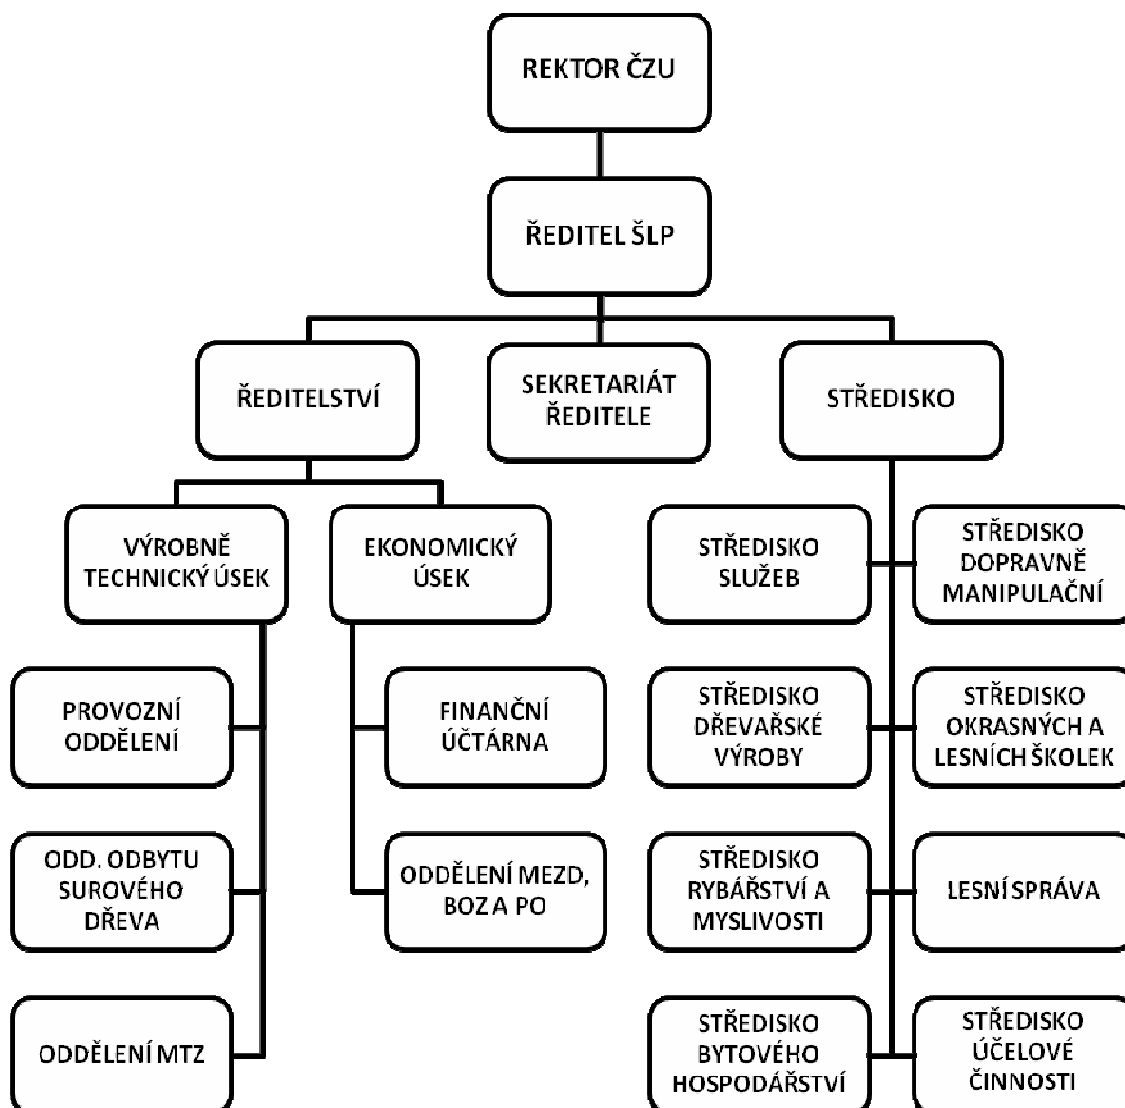 REKTOR ČZU
ŘEDITEL ŠLP
ŘEDITELSTVÍ
SEKRETARIÁT
ŘEDITELE
STŘEDISKO
VÝROBNĚ
TECHNICKÝ ÚSEK
EKONOMICKÝ
ÚSEK
STŘEDISKO
SLUŽEB
STŘEDISKO
DOPRAVNĚ
MANIPULAČNÍ
PROVOZNÍ
ODDĚLENÍ
FINANČNÍ
ÚČTÁRNA
STŘEDISKO
DŘEVAŘSKÉ
VÝROBY
STŘEDISKO
OKRASNÝCH A
LESNÍCH ŠKOLEK
ODD. ODBYTU
SUROVÉHO
DŘEVA
ODDĚLENÍ MEZD,
BOZ A PO
STŘEDISKO
RYBÁŘSTVÍ A
MYSLIVOSTI
LESNÍ SPRÁVA
ODDĚLENÍ MTZ
STŘEDISKO
BYTOVÉHO
HOSPODÁŘSTVÍ
STŘEDISKO
ÚČELOVÉ
ČINNOSTI